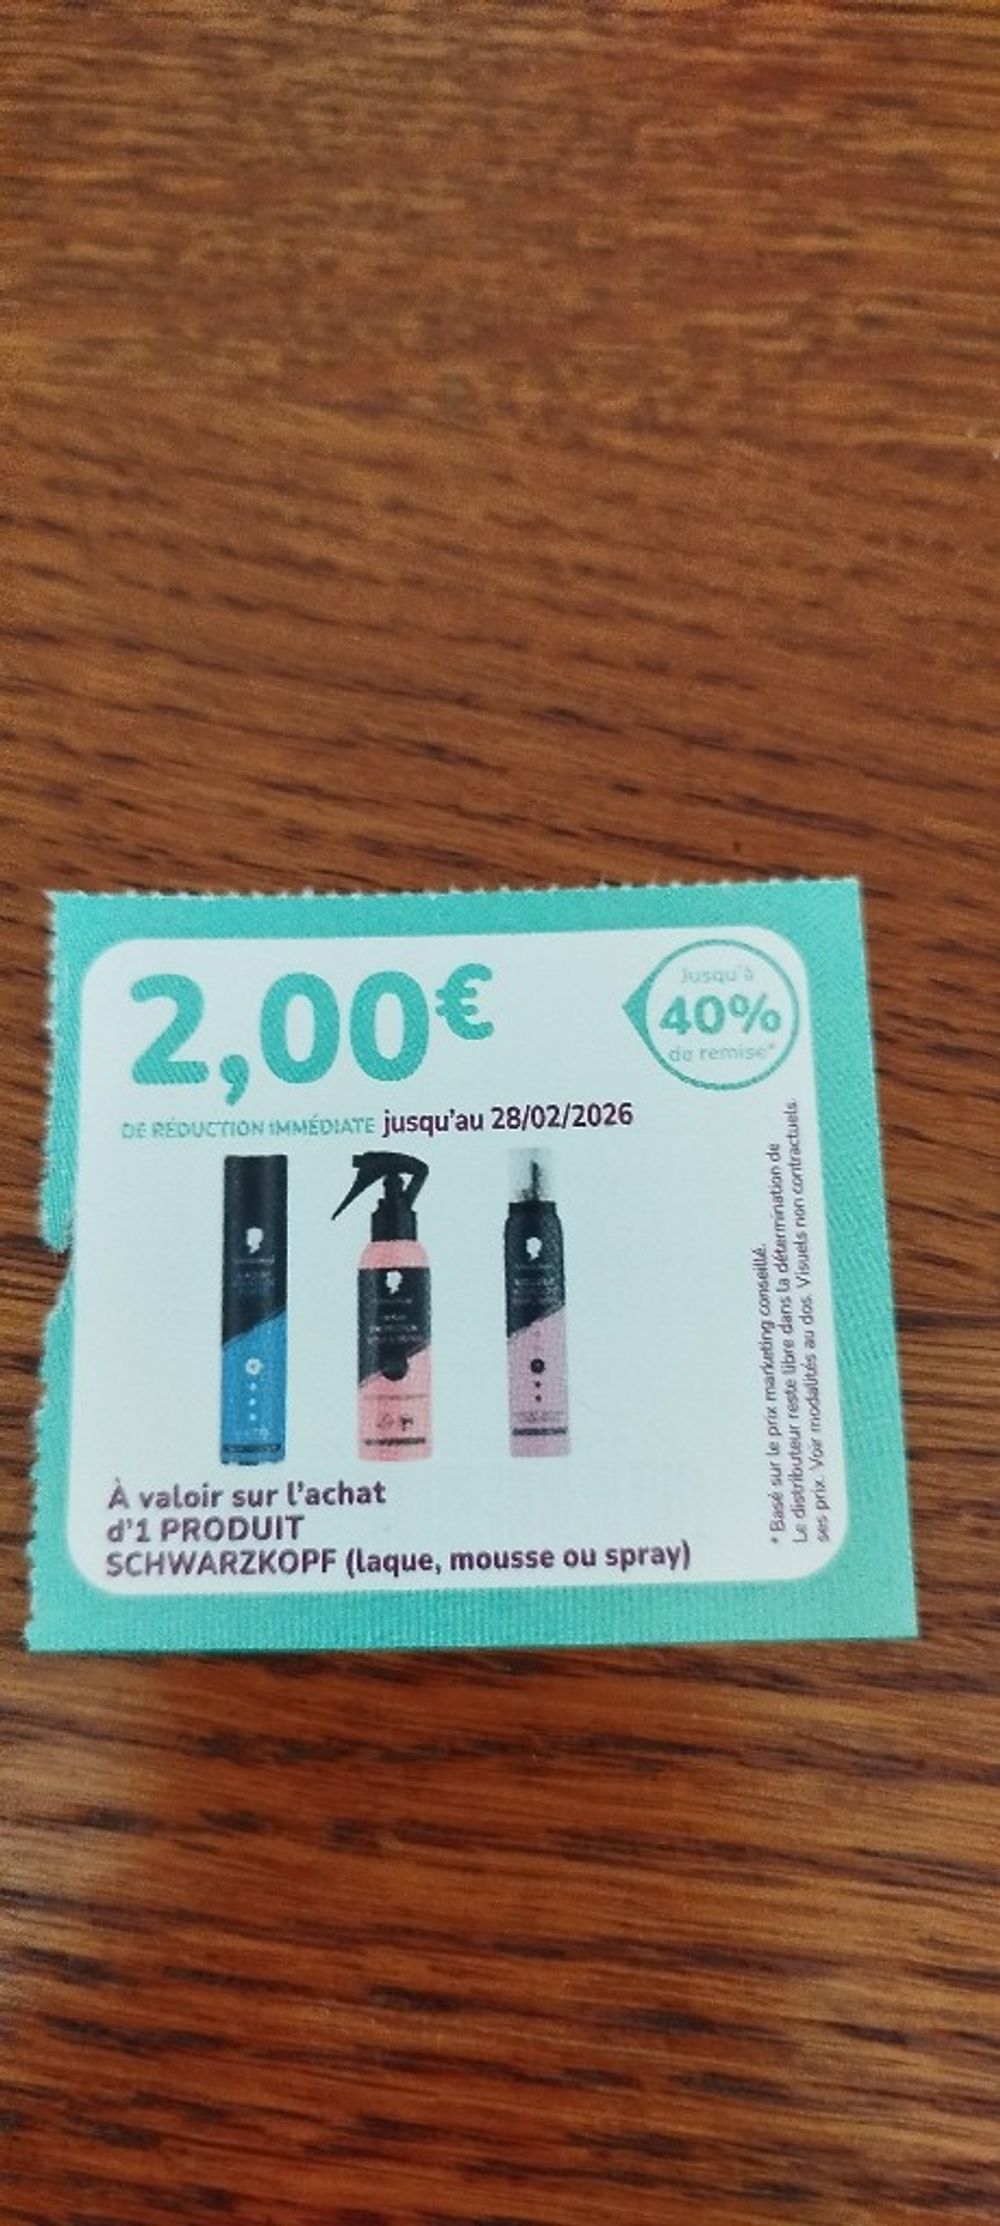 2,00€
Jusqu'à
40%
de remise*
DE RÉDUCTION IMMÉDIATE jusqu'au 28/02/2026
À valoir sur l'achat
d'1 PRODUIT
SCHWARZKOPF (laque, mousse ou spray)
* Basé sur le prix marketing conseillé.
Le distributeur reste libre dans la détermination de
ses prix. Voir modalités au dos. Visuels non contractuels.